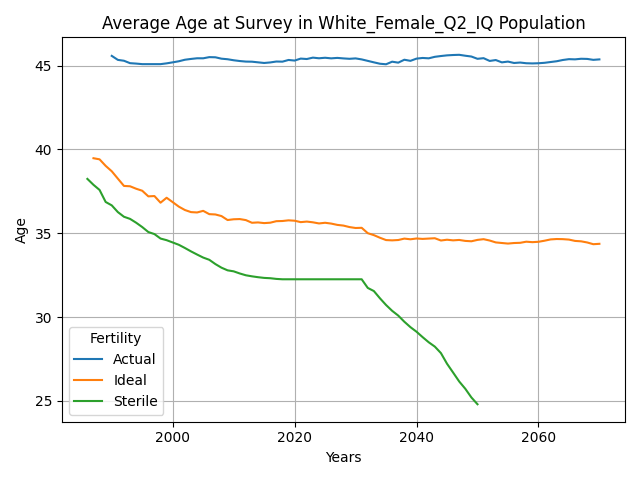 Average Age at Survey in White_Female_Q2_IQ Population
Age
45
40
35
30
25
Fertility
Actual
Ideal
Sterile
2000
2020
2040
2060
Years